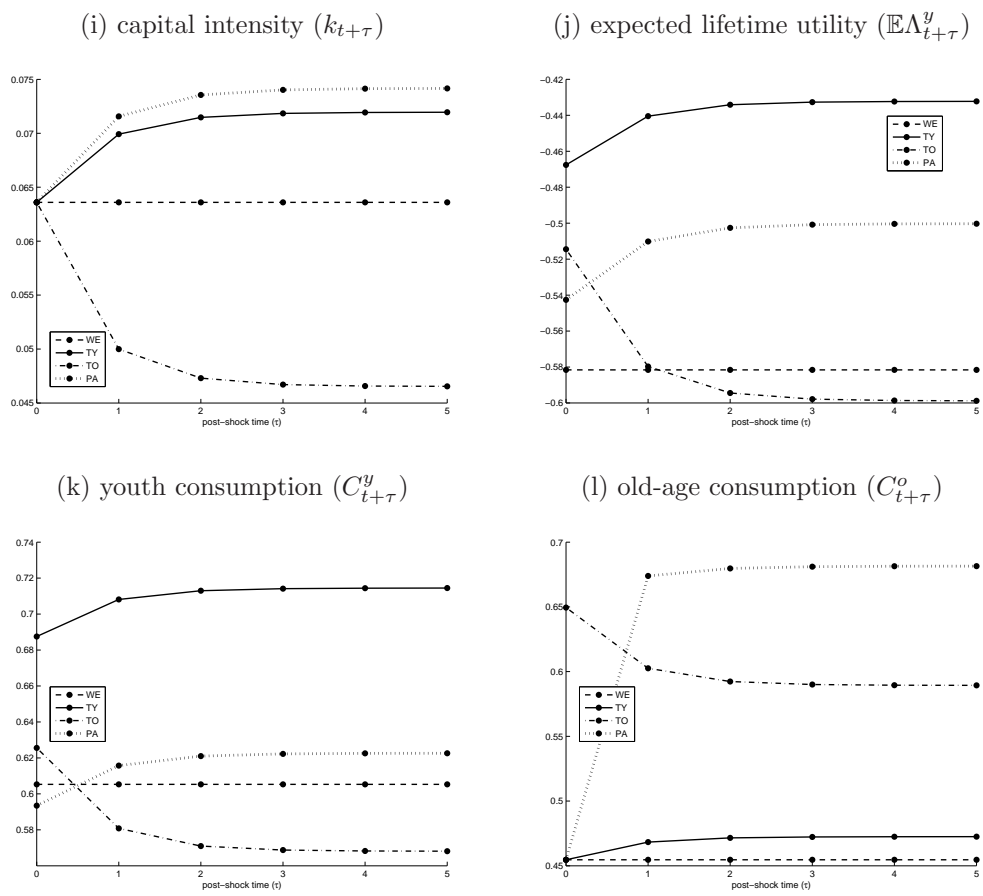 (i) capital intensity (k_{t+τ})
0.075
0.07
0.065
0.06
0.055
0.05
0.045
WE
TY
TO
PA
0 1 2 3 4 5
post−shock time (τ)
(j) expected lifetime utility (𝔼Λ^y_{t+τ})
−0.42
−0.44
−0.46
−0.48
−0.5
−0.52
−0.54
−0.56
−0.58
−0.6
WE
TY
TO
PA
0 1 2 3 4 5
post−shock time (τ)
(k) youth consumption (C^y_{t+τ})
0.74
0.72
0.7
0.68
0.66
0.64
0.62
0.6
0.58
WE
TY
TO
PA
0 1 2 3 4 5
post−shock time (τ)
(l) old-age consumption (C^o_{t+τ})
0.7
0.65
0.6
0.55
0.5
0.45
WE
TY
TO
PA
0 1 2 3 4 5
post−shock time (τ)